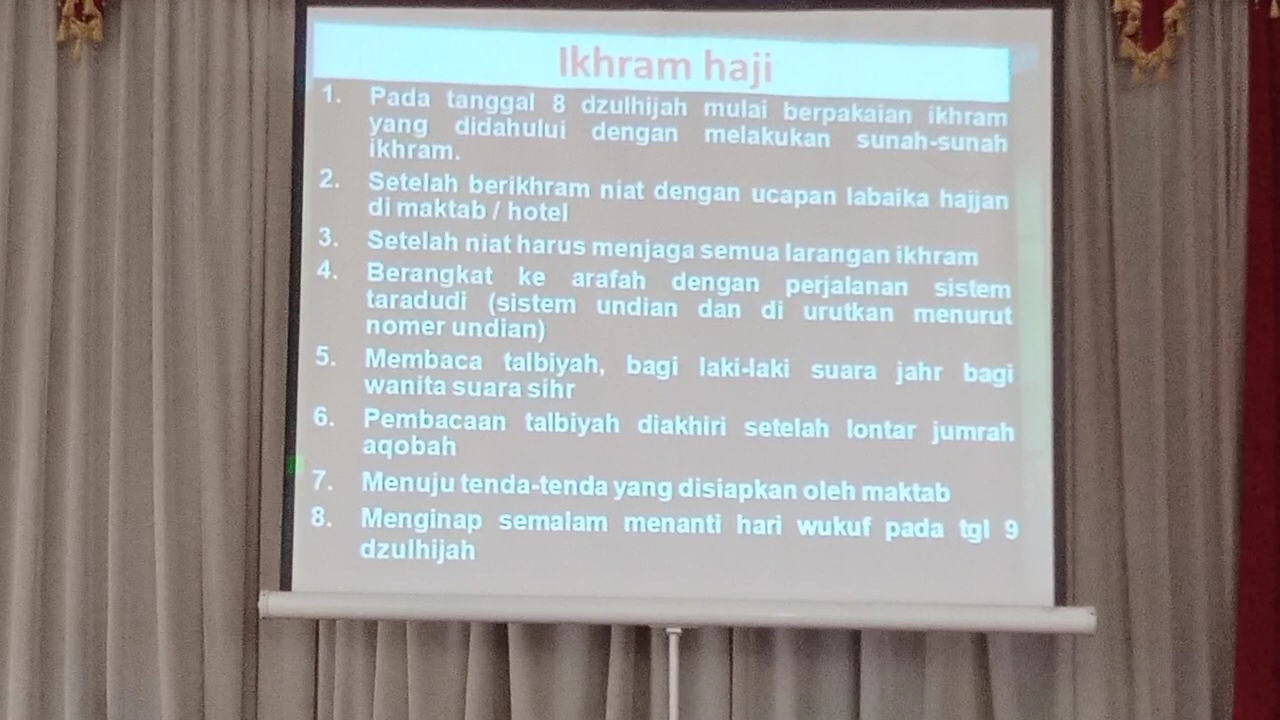 Ikhram haji
1. Pada tanggal 8 dzulhijah mulai berpakaian ikhram
yang didahului dengan melakukan sunah-sunah
ikhram.
2. Setelah berikhram niat dengan ucapan labaika hajjan
di maktab / hotel
3. Setelah niat harus menjaga semua larangan ikhram
4. Berangkat ke arafah dengan perjalanan sistem
taradudi (sistem undian dan di urutkan menurut
nomer undian)
5. Membaca talbiyah, bagi laki-laki suara jahr bagi
wanita suara sihr
6. Pembacaan talbiyah diakhiri setelah lontar jumrah
aqobah
7. Menuju tenda-tenda yang disiapkan oleh maktab
8. Menginap semalam menanti hari wukuf pada tgl 9
dzulhijah